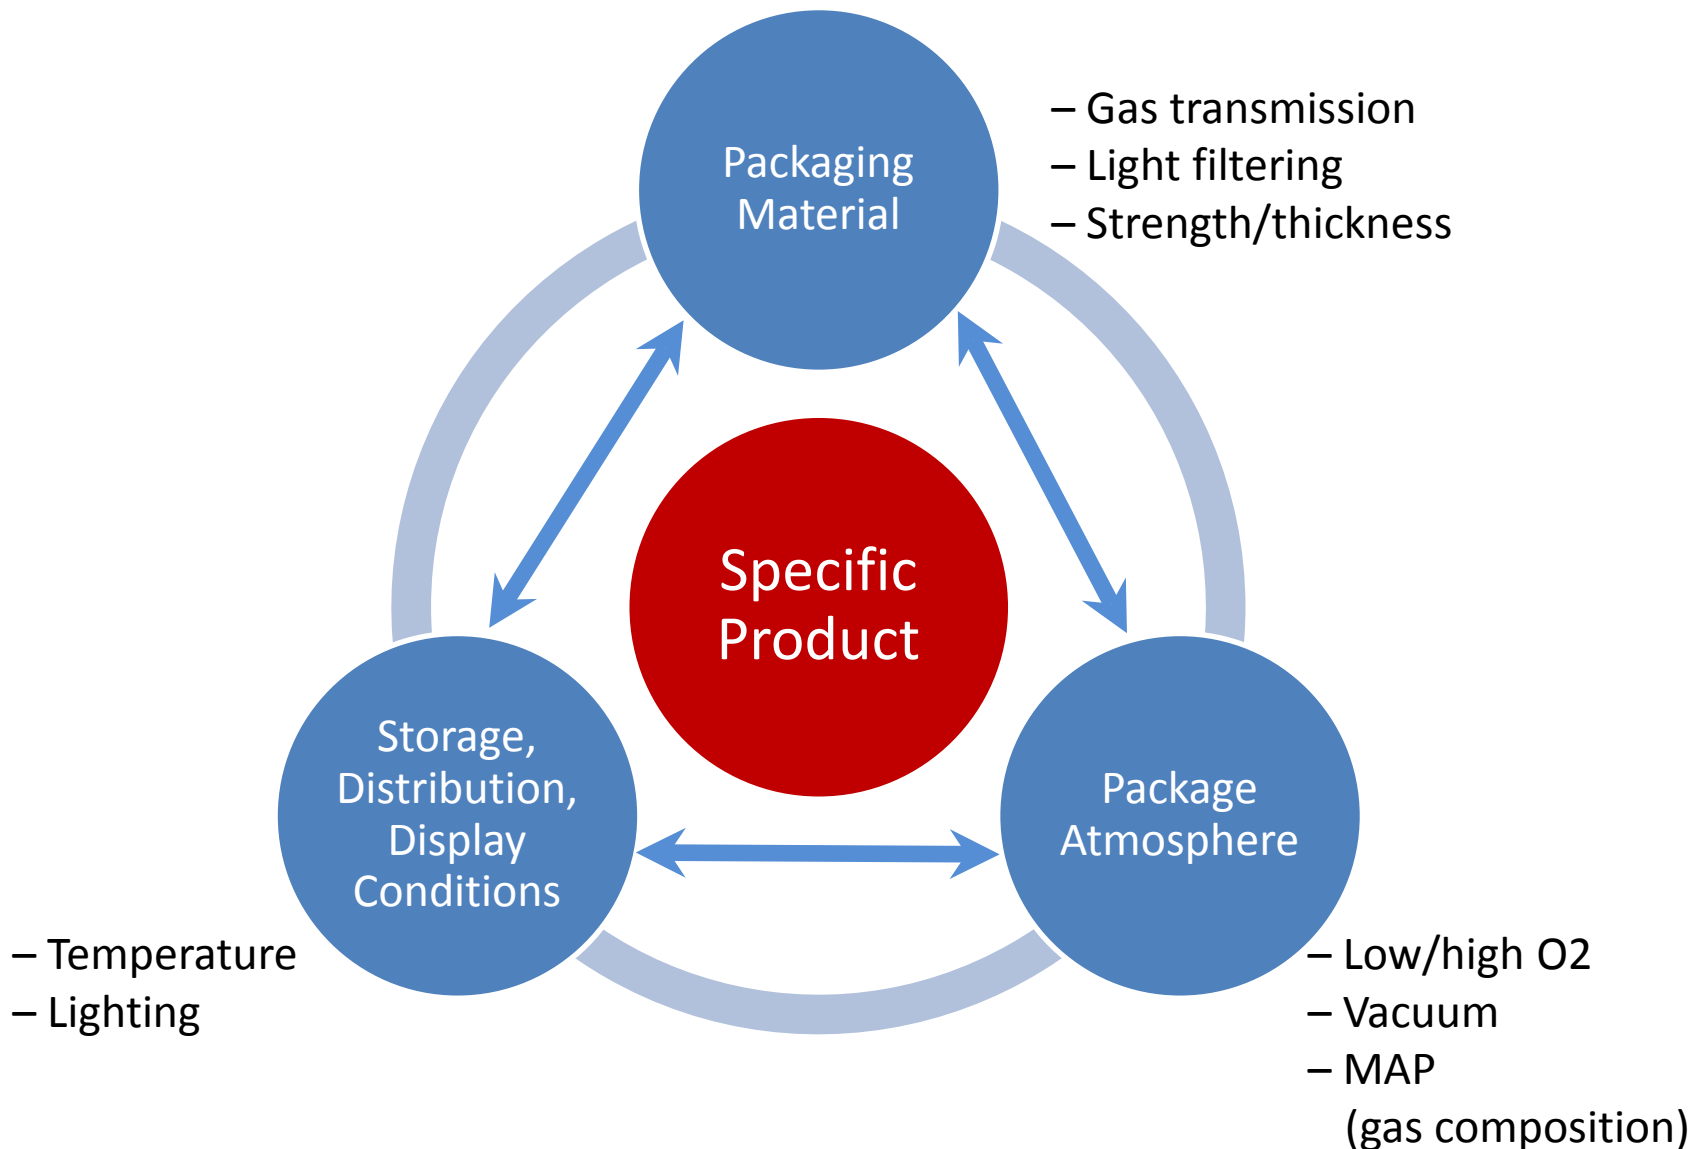 Packaging
Material
– Gas transmission
– Light filtering
– Strength/thickness
Specific
Product
Storage,
Distribution,
Display
Conditions
– Temperature
– Lighting
Package
Atmosphere
– Low/high O2
– Vacuum
– MAP
(gas composition)